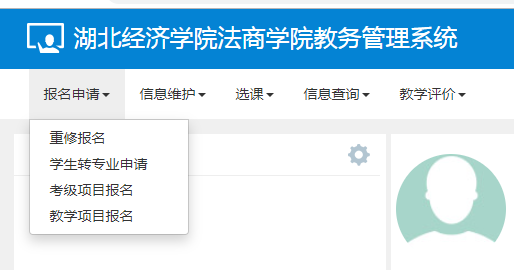 湖北经济学院法商学院教务管理系统
报名申请 信息维护 选课 信息查询 教学评价
重修报名
学生转专业申请
考级项目报名
教学项目报名